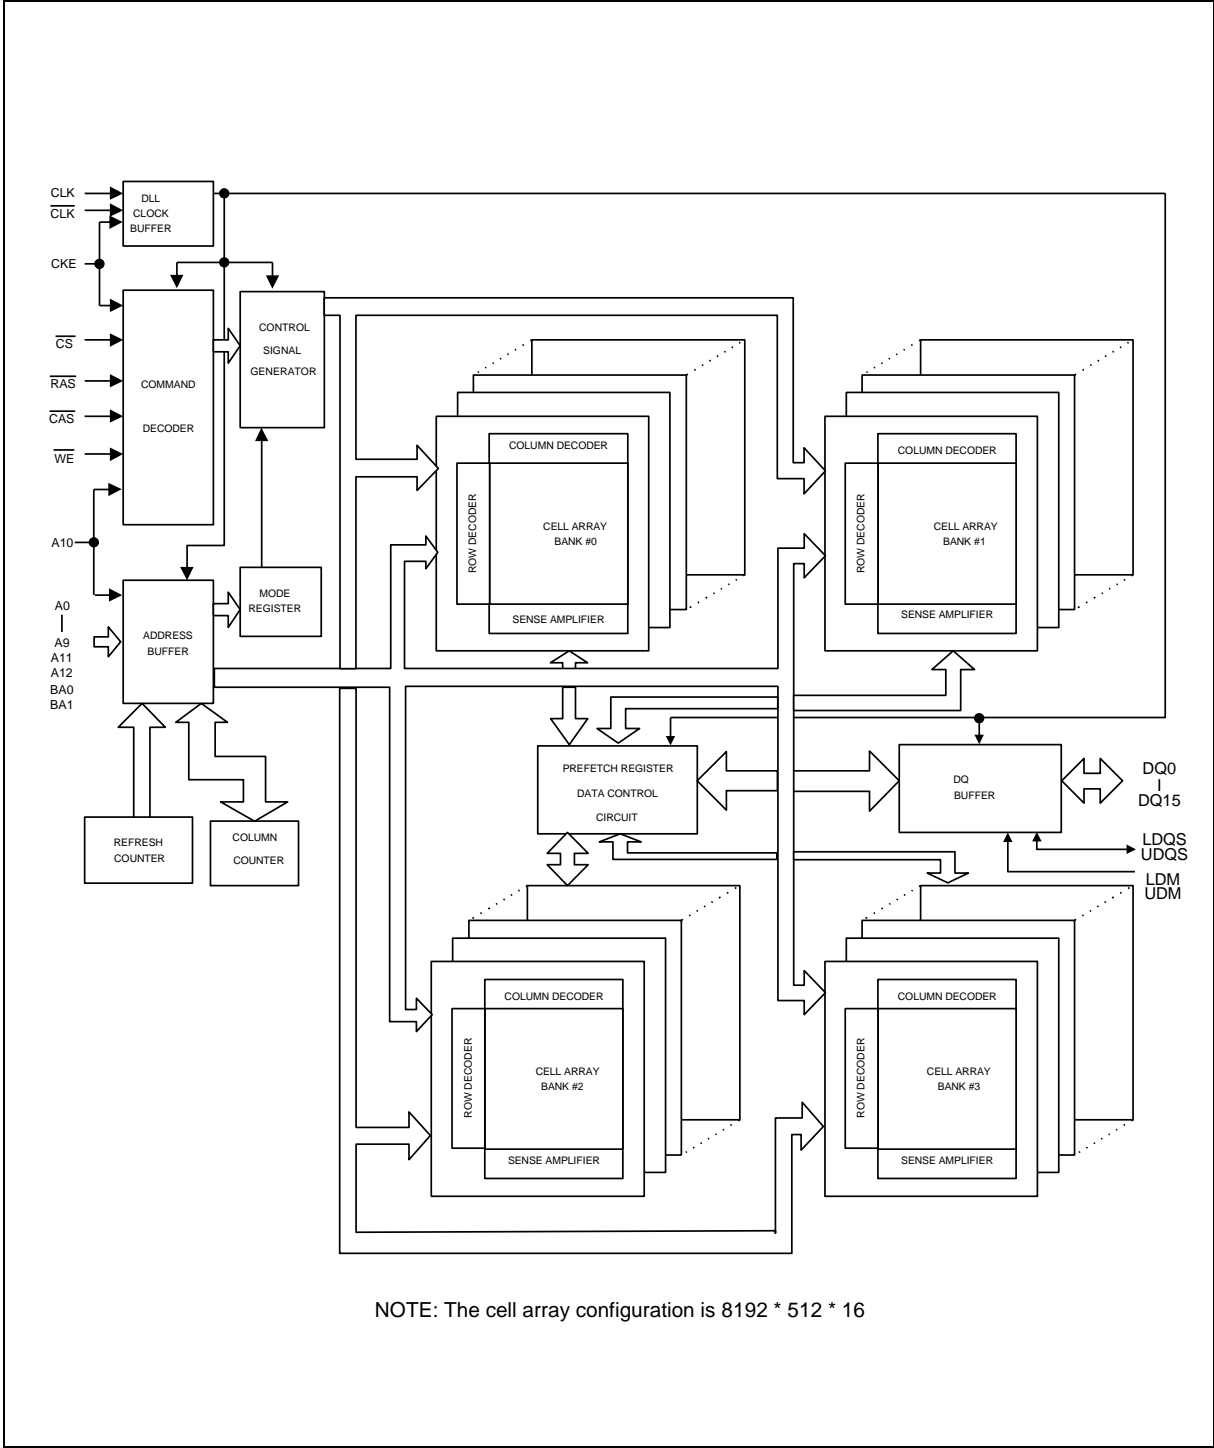 CLK
CLK
CKE
CS
RAS
CAS
WE
A10
A0
A9
A11
A12
BA0
BA1
DLL
CLOCK
BUFFER
COMMAND
DECODER
CONTROL
SIGNAL
GENERATOR
MODE
REGISTER
ADDRESS
BUFFER
REFRESH
COUNTER
COLUMN
COUNTER
COLUMN DECODER
ROW DECODER
CELL ARRAY
BANK #0
SENSE AMPLIFIER
COLUMN DECODER
ROW DECODER
CELL ARRAY
BANK #1
SENSE AMPLIFIER
PREFETCH REGISTER
DATA CONTROL
CIRCUIT
DQ
BUFFER
DQ0
DQ15
LDQS
UDQS
LDM
UDM
COLUMN DECODER
ROW DECODER
CELL ARRAY
BANK #2
SENSE AMPLIFIER
COLUMN DECODER
ROW DECODER
CELL ARRAY
BANK #3
SENSE AMPLIFIER
NOTE: The cell array configuration is 8192 * 512 * 16